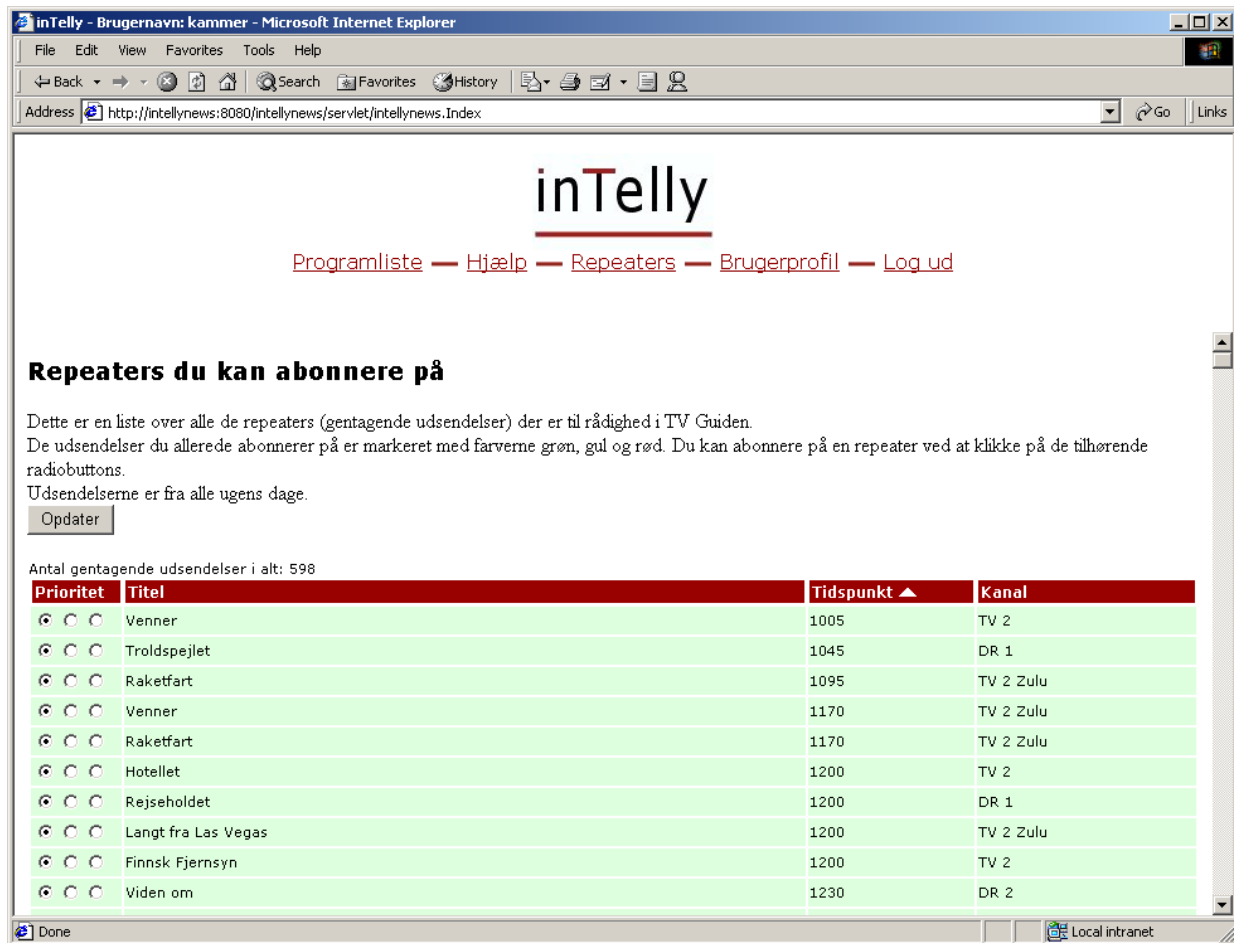 inTelly - Brugernavn: kammer - Microsoft Internet Explorer
File Edit View Favorites Tools Help
Back Search Favorites History
Address http://intellynews:8080/intellynews/servlet/intellynews.Index Go Links
inTelly
Programliste — Hjælp — Repeaters — Brugerprofil — Log ud
Repeaters du kan abonnere på
Dette er en liste over alle de repeaters (gentagende udsendelser) der er til rådighed i TV Guiden.
De udsendelser du allerede abonnerer på er markeret med farverne grøn, gul og rød. Du kan abonnere på en repeater ved at klikke på de tilhørende
radiobuttons.
Udsendelserne er fra alle ugens dage.
Opdater
Antal gentagende udsendelser i alt: 598
Prioritet Titel Tidspunkt Kanal
Venner 1005 TV 2
Troldspejlet 1045 DR 1
Raketfart 1095 TV 2 Zulu
Venner 1170 TV 2 Zulu
Raketfart 1170 TV 2 Zulu
Hotellet 1200 TV 2
Rejseholdet 1200 DR 1
Langt fra Las Vegas 1200 TV 2 Zulu
Finnsk Fjernsyn 1200 TV 2
Viden om 1230 DR 2
Done Local intranet